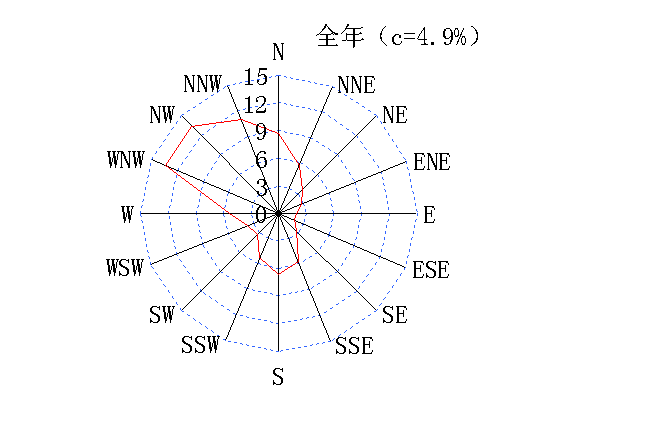 全年（c=4.9%）
N
NNW
15
NNE
12
NW
NE
9
WNW
6
ENE
3
W
0
E
WSW
ESE
SW
SE
SSW
SSE
S